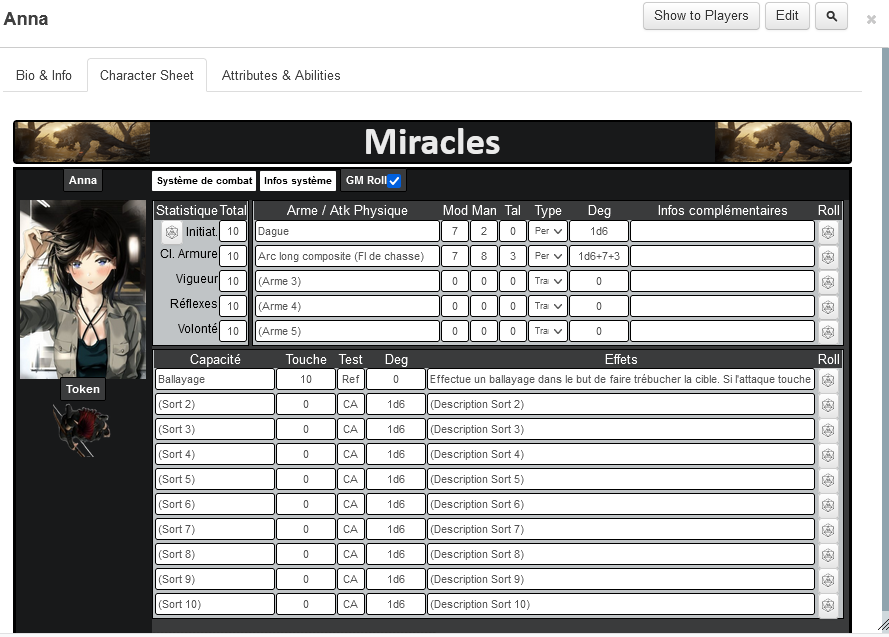 Anna
Show to Players Edit
Bio & Info Character Sheet Attributes & Abilities
Miracles
Anna Système de combat Infos système GM Roll
Statistique Total Arme / Atk Physique Mod Man Tal Type Deg Infos complémentaires Roll
Initiat. 10 Dague 7 2 0 Per 1d6
Cl. Armure 10 Arc long composite (Fl de chasse) 7 8 3 Per 1d6+7+3
Vigueur 10 (Arme 3) 0 0 0 Tra 0
Réflexes 10 (Arme 4) 0 0 0 Tra 0
Volonté 10 (Arme 5) 0 0 0 Tra 0
Capacité Touche Test Deg Effets Roll
Ballayage 10 Ref 0 Effectue un ballayage dans le but de faire trébucher la cible. Si l'attaque touche
Token
(Sort 2) 0 CA 1d6 (Description Sort 2)
(Sort 3) 0 CA 1d6 (Description Sort 3)
(Sort 4) 0 CA 1d6 (Description Sort 4)
(Sort 5) 0 CA 1d6 (Description Sort 5)
(Sort 6) 0 CA 1d6 (Description Sort 6)
(Sort 7) 0 CA 1d6 (Description Sort 7)
(Sort 8) 0 CA 1d6 (Description Sort 8)
(Sort 9) 0 CA 1d6 (Description Sort 9)
(Sort 10) 0 CA 1d6 (Description Sort 10)